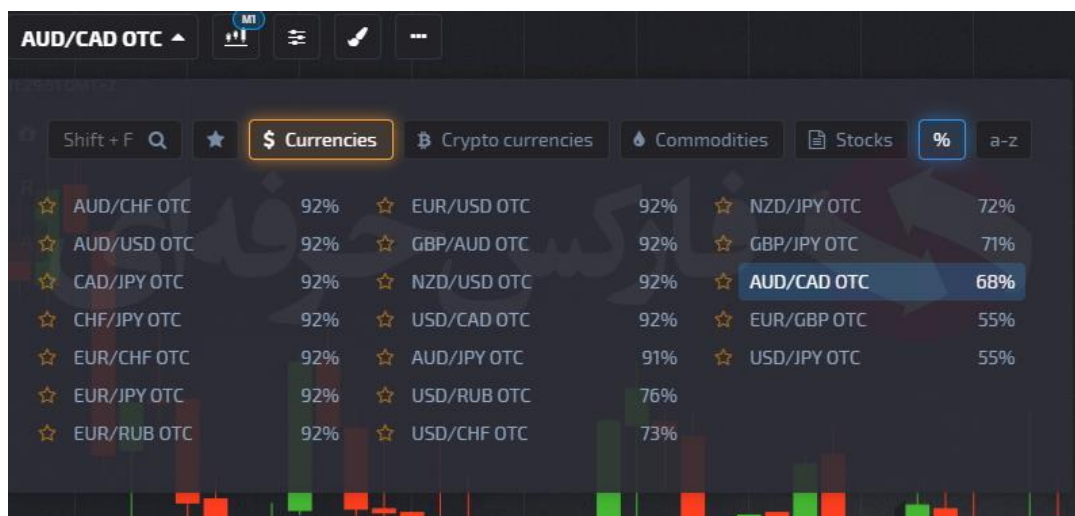 AUD/CAD OTC M1
Shift + F $ Currencies Crypto currencies Commodities Stocks % a-z
AUD/CHF OTC 92% EUR/USD OTC 92% NZD/JPY OTC 72%
AUD/USD OTC 92% GBP/AUD OTC 92% GBP/JPY OTC 71%
CAD/JPY OTC 92% NZD/USD OTC 92% AUD/CAD OTC 68%
CHF/JPY OTC 92% USD/CAD OTC 92% EUR/GBP OTC 55%
EUR/CHF OTC 92% AUD/JPY OTC 91% USD/JPY OTC 55%
EUR/JPY OTC 92% USD/RUB OTC 76%
EUR/RUB OTC 92% USD/CHF OTC 73%
فارکس حرفه‌ای